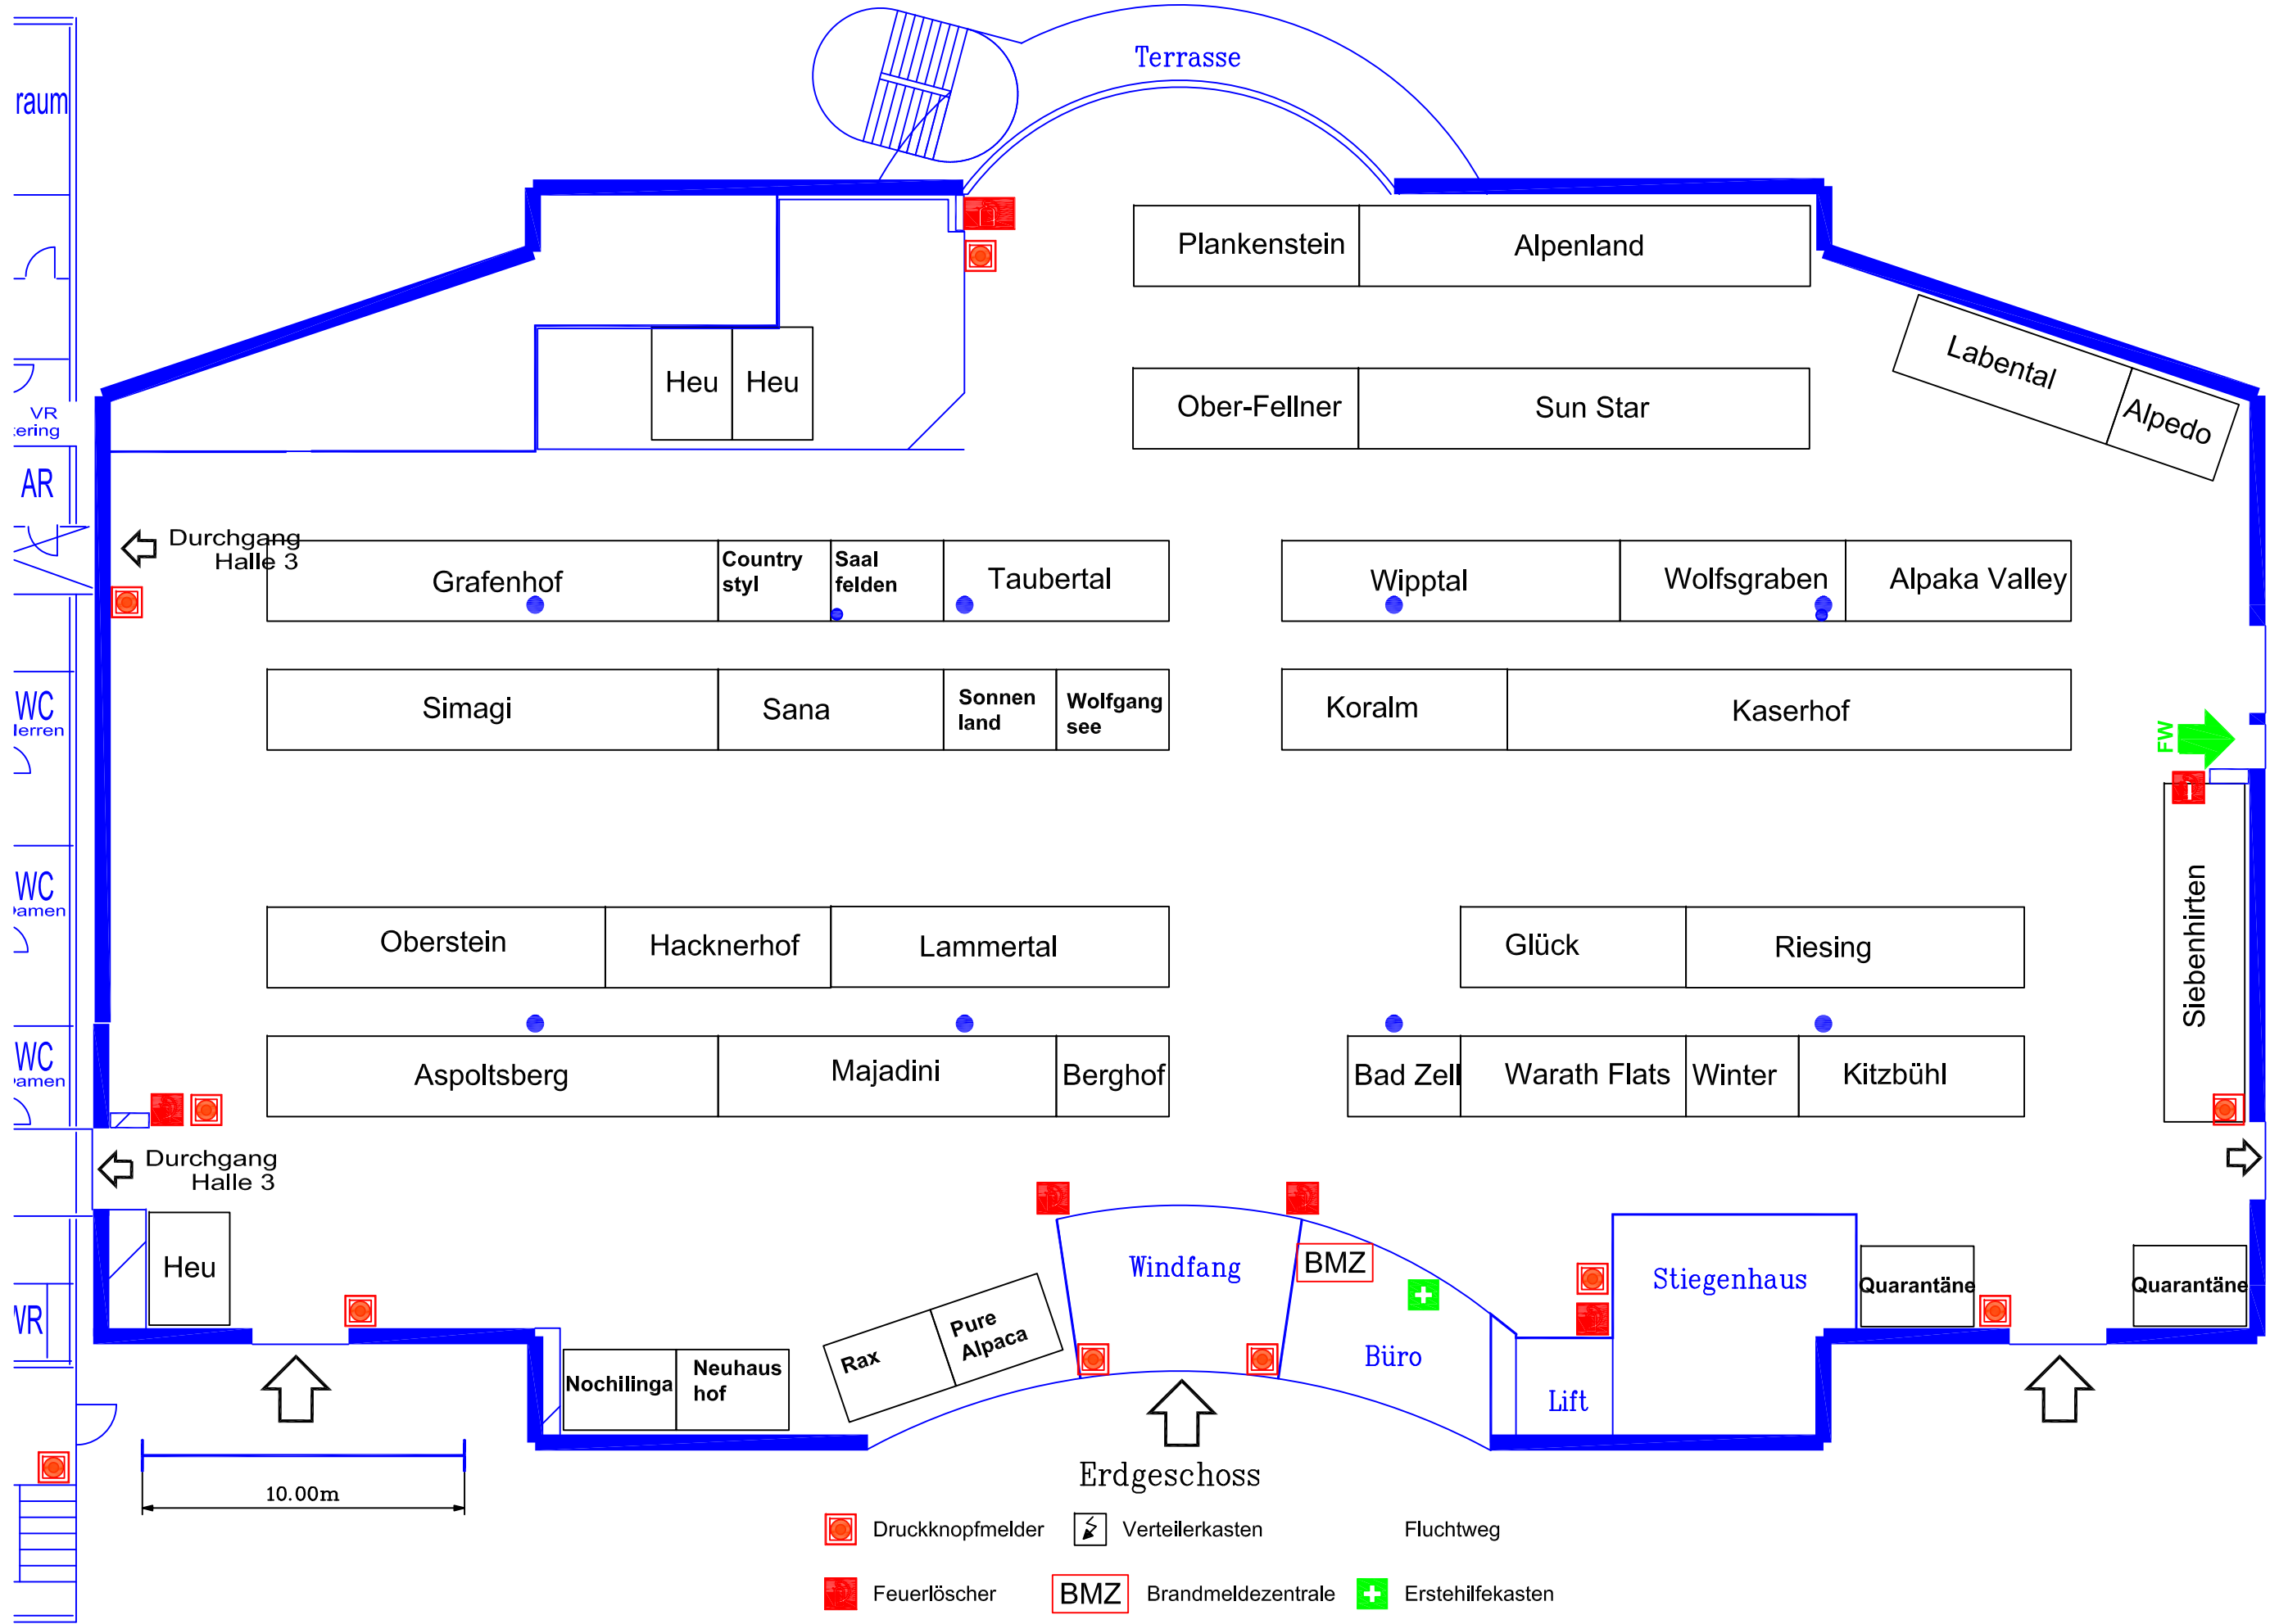 Terrasse
raum
Plankenstein
Alpenland
Labental
Alpedo
Heu
Heu
Ober-Fellner
Sun Star
VR
AR
Durchgang
Halle 3
Grafenhof
Country
styl
Saal
felden
Taubertal
Wipptal
Wolfsgraben
Alpaka Valley
WC
Simagi
Sana
Sonnen
land
Wolfgang
see
Koralm
Kaserhof
FW
WC
Oberstein
Hacknerhof
Lammertal
Glück
Riesing
Siebenhirten
WC
Aspoltsberg
Majadini
Berghof
Bad Zell
Warath Flats
Winter
Kitzbühl
Durchgang
Halle 3
Heu
Windfang
BMZ
Stiegenhaus
Quarantäne
Quarantäne
Rax
Pure
Alpaca
Büro
Nochilinga
Neuhaus
hof
Lift
Erdgeschoss
10.00m
Druckknopfmelder
Verteilerkasten
Fluchtweg
Feuerlöscher
BMZ
Brandmeldezentrale
Erstehilfekasten